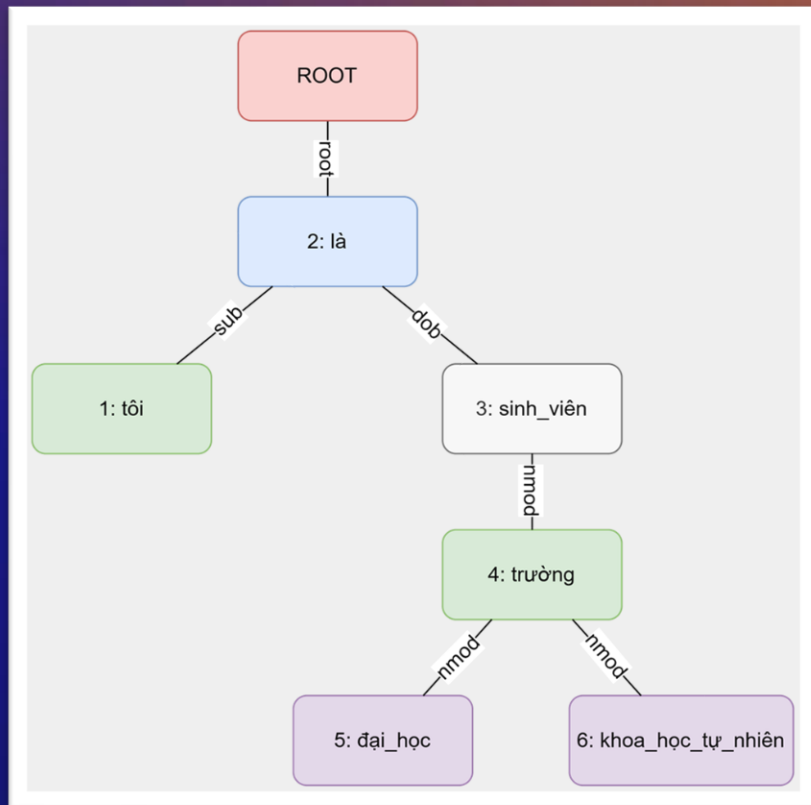 ROOT
root
2: là
sub
dob
1: tôi
3: sinh_viên
nmod
4: trường
nmod
nmod
5: đại_học
6: khoa_học_tự_nhiên